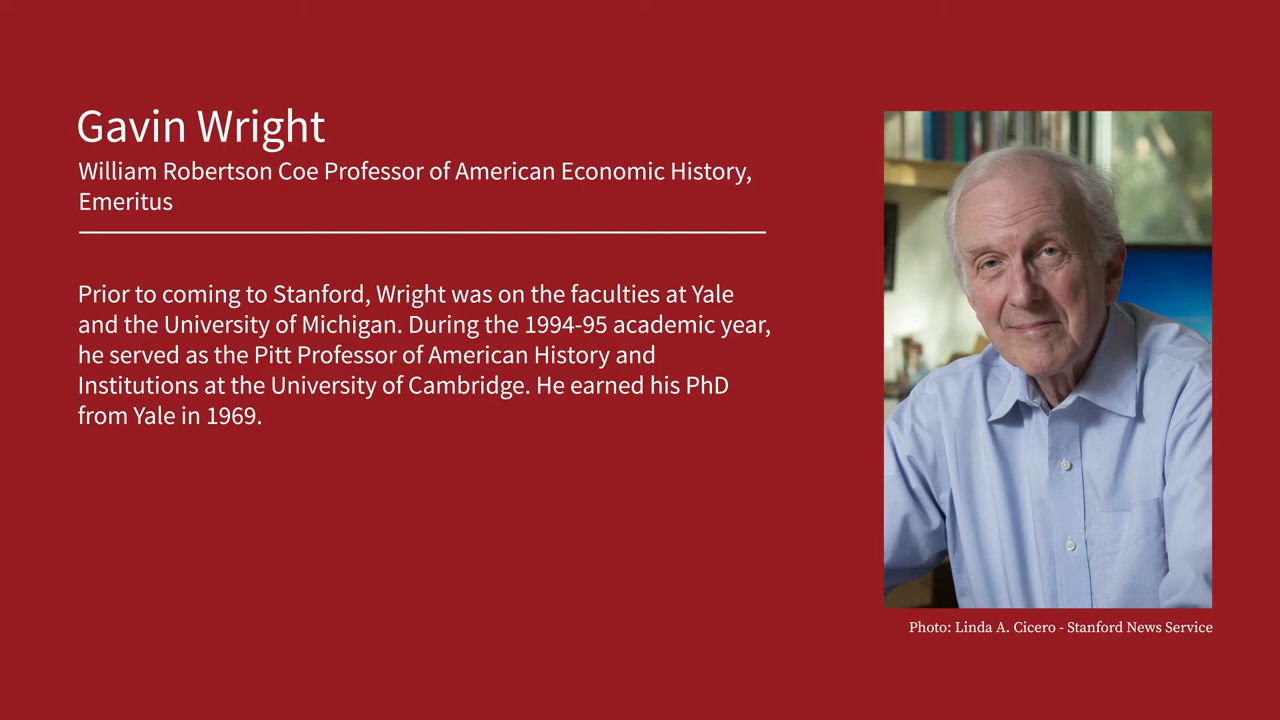 Gavin Wright
William Robertson Coe Professor of American Economic History,
Emeritus
Prior to coming to Stanford, Wright was on the faculties at Yale
and the University of Michigan. During the 1994-95 academic year,
he served as the Pitt Professor of American History and
Institutions at the University of Cambridge. He earned his PhD
from Yale in 1969.
Photo: Linda A. Cicero - Stanford News Service